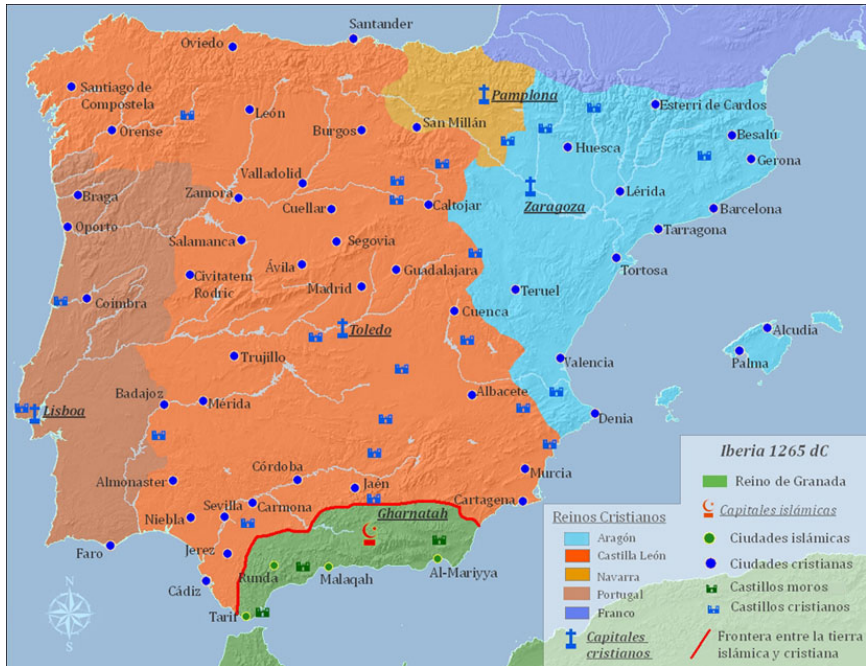 Santander
Oviedo
Santiago de
Compostela
León
Pamplona
Esterri de Cardos
Orense
Burgos
San Millán
Besalú
Huesca
Gerona
Valladolid
Braga
Zamora
Zaragoza
Lérida
Cuellar
Caltojar
Barcelona
Oporto
Tarragona
Salamanca
Segovia
Ávila
Guadalajara
Tortosa
Civitatem
Rodric
Madrid
Teruel
Coimbra
Cuenca
Toledo
Alcudia
Trujillo
Valencia
Palma
Badajoz
Mérida
Albacete
Lisboa
Denia
Córdoba
Murcia
Almonaster
Jaén
Sevilla
Carmona
Cartagena
Niebla
Gharnatah
Faro
Jerez
Runda
Malaqah
Al-Mariyya
Cádiz
Tarif
N
W
E
S
Iberia 1265 dC
Reino de Granada
Capitales islámicas
Ciudades islámicas
Ciudades cristianas
Castillos moros
Castillos cristianos
Frontera entre la tierra
islámica y cristiana
Reinos Cristianos
Aragón
Castilla León
Navarra
Portugal
Franco
Capitales
cristianos